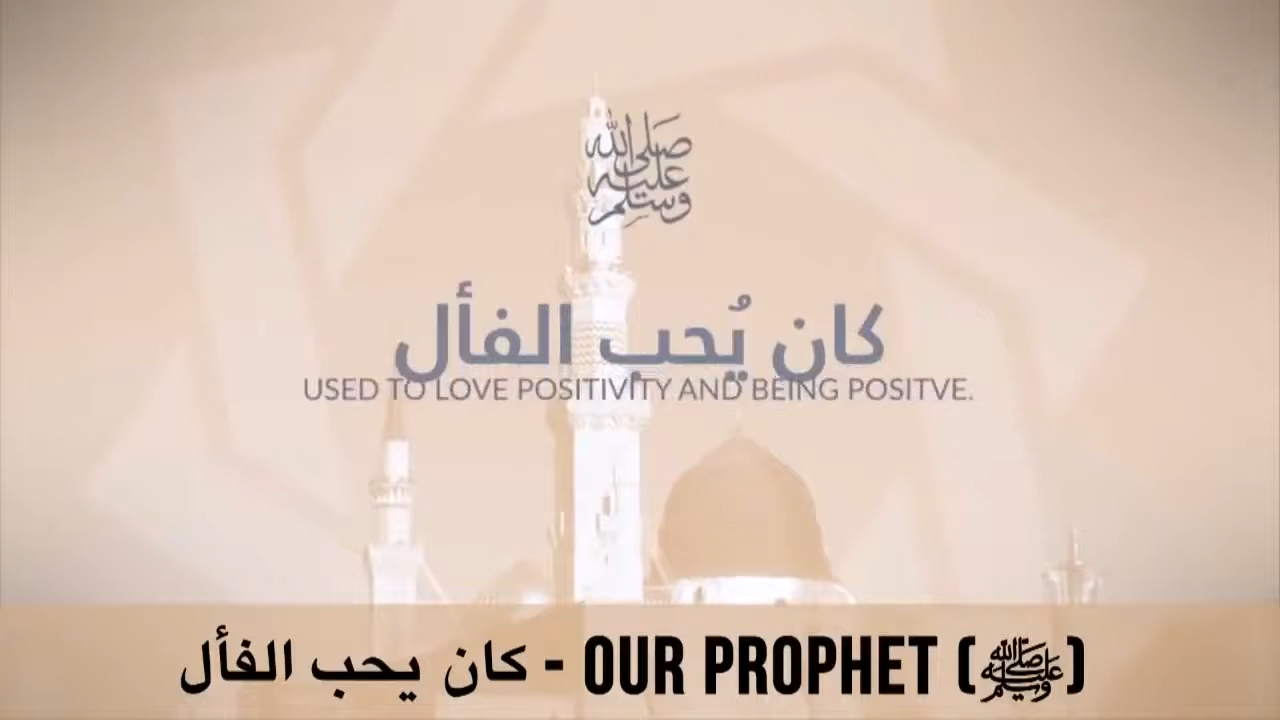 صلى الله عليه وسلم
كان يُحب الفأل
USED TO LOVE POSITIVITY AND BEING POSITVE.
كان يحب الفأل - OUR PROPHET (ﷺ)